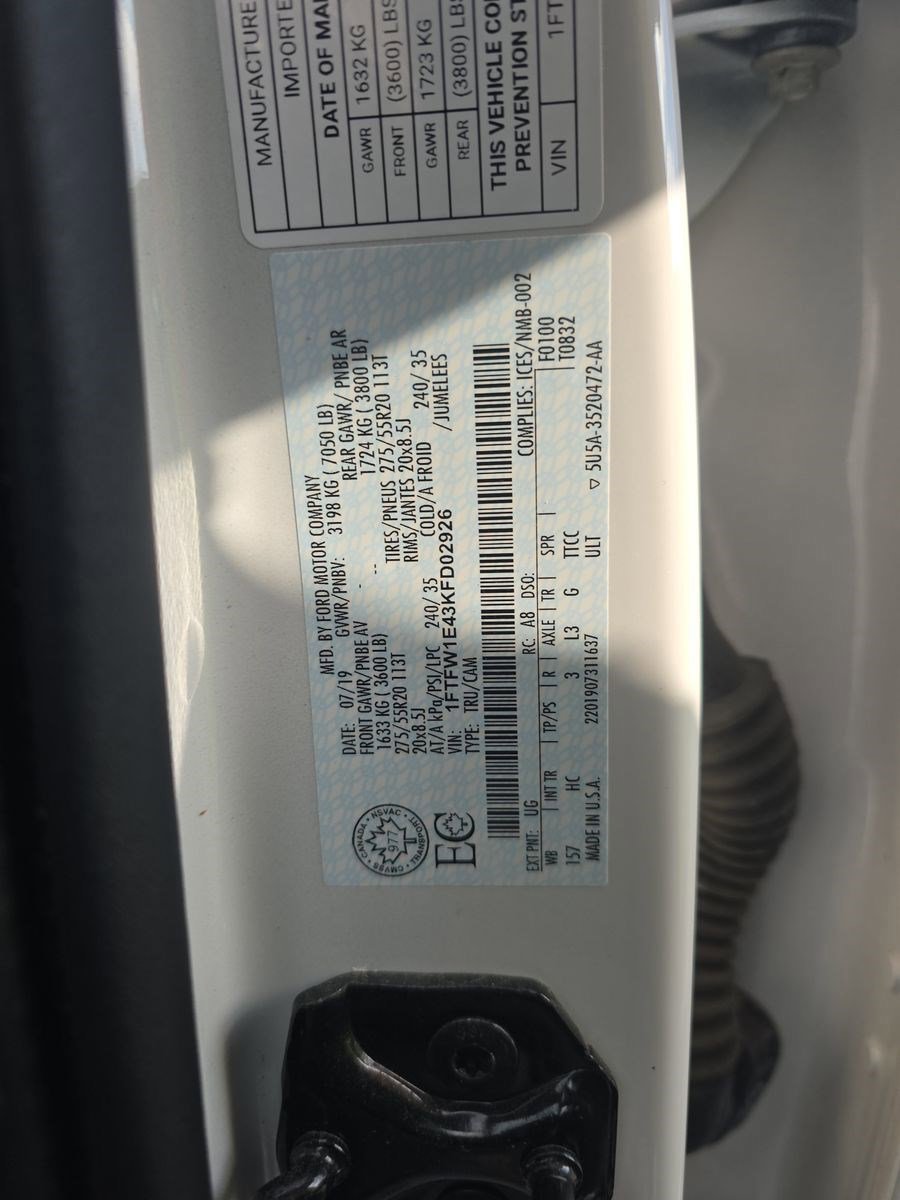 MANUFACTURE
IMPORTE
DATE OF MA
GAWR 1632 KG
FRONT (3600) LBS
GAWR 1723 KG
REAR (3800) LBS
THIS VEHICLE CO
PREVENTION ST
VIN 1FT
MFD. BY FORD MOTOR COMPANY
DATE: 07/19 GVWR/PNBV: 3198 KG ( 7050 LB)
FRONT GAWR/PNBE AV - REAR GAWR/ PNBE AR
1633 KG ( 3600 LB) -- 1724 KG ( 3800 LB)
275/55R20 113T TIRES/PNEUS 275/55R20 113T
20x8.5J RIMS/JANTES 20x8.5J
AT/A kPa/PSI/LPC 240/ 35 COLD/A FROID 240/ 35
VIN: 1FTFW1E43KFD02926 /JUMELEES
TYPE: TRU/CAM
CMVSS · CANADA · NSVAC · TRANSPORT
977
EC
COMPLIES: ICES/NMB-002
EXT PNT: UG RC: A8 DSO: F0100
WB INT TR TP/PS R AXLE TR SPR T0832
157 HC 3 L3 G TTCC
ULT
MADE IN U.S.A. 2201907311637 ▽ 5U5A-3520472-AA